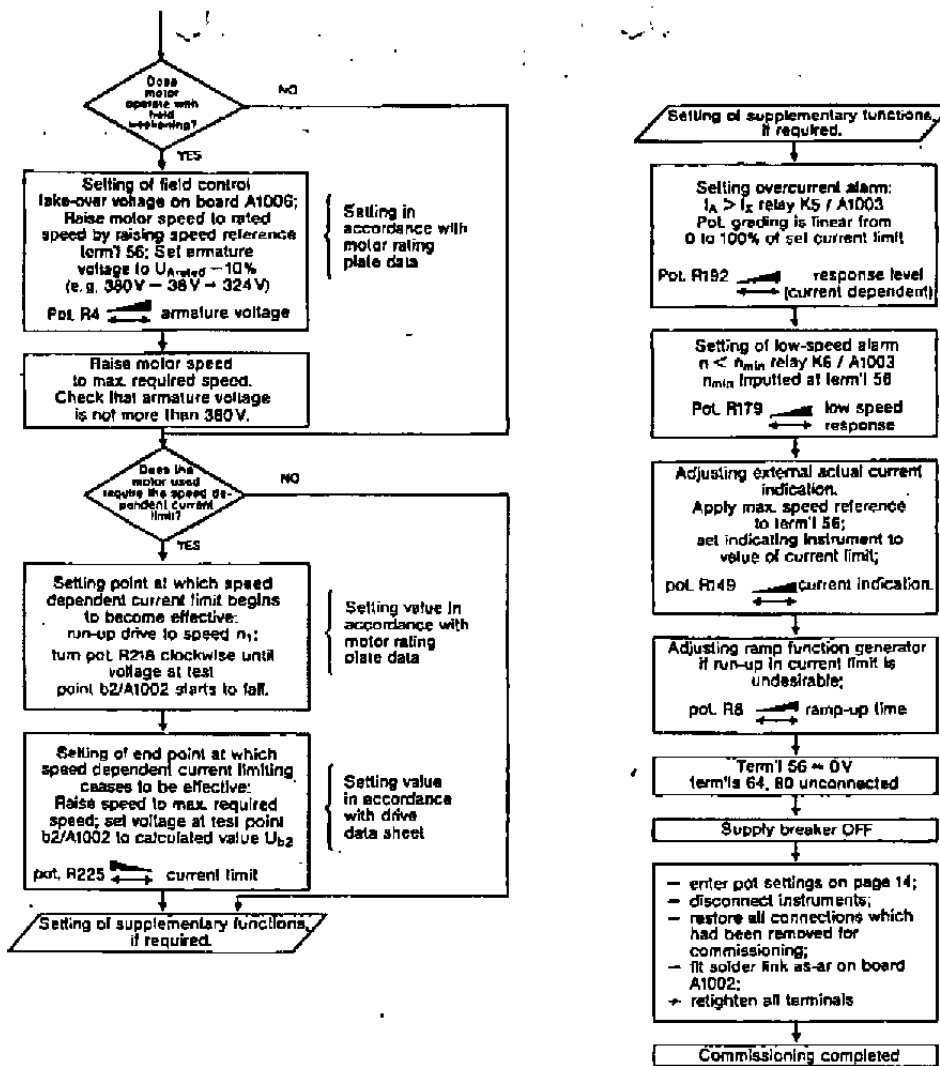 Does
motor
operate with
field
weakening?
NO
YES
Setting of field control
take-over voltage on board A1006;
Raise motor speed to rated
speed by raising speed reference
term'l 56; Set armature
voltage to UArated – 10%
(e.g. 380 V – 38 V → 324 V)
Pot. R4 armature voltage
Setting in
accordance with
motor rating
plate data
Raise motor speed
to max. required speed.
Check that armature voltage
is not more than 380 V.
Does the
motor used
require the speed de-
pendent current
limit?
NO
YES
Setting point at which speed
dependent current limit begins
to become effective:
run-up drive to speed n1;
turn pot. R218 clockwise until
voltage at test
point b2/A1002 starts to fall.
Setting value in
accordance with
motor rating
plate data
Setting of end point at which
speed dependent current limiting
ceases to be effective:
Raise speed to max. required
speed; set voltage at test point
b2/A1002 to calculated value Ub2
pot. R225 current limit
Setting value
in accordance
with drive
data sheet
Setting of supplementary functions,
if required.
Setting of supplementary functions,
if required.
Setting overcurrent alarm:
IA > Ix relay K5 / A1003
Pot. grading is linear from
0 to 100% of set current limit
Pot. R192 response level
(current dependent)
Setting of low-speed alarm
n < nmin relay K6 / A1003
nmin inputted at term'l 56
Pot. R179 low speed
response
Adjusting external actual current
indication.
Apply max. speed reference
to term'l 56;
set indicating instrument to
value of current limit;
pot. R149 current indication.
Adjusting ramp function generator
if run-up in current limit is
undesirable;
pot. R8 ramp-up time
Term'l 56 ≈ 0V
term'ls 64, 80 unconnected
Supply breaker OFF
– enter pot settings on page 14;
– disconnect instruments;
– restore all connections which
had been removed for
commissioning;
– fit solder link as-ar on board
A1002;
+ retighten all terminals
Commissioning completed